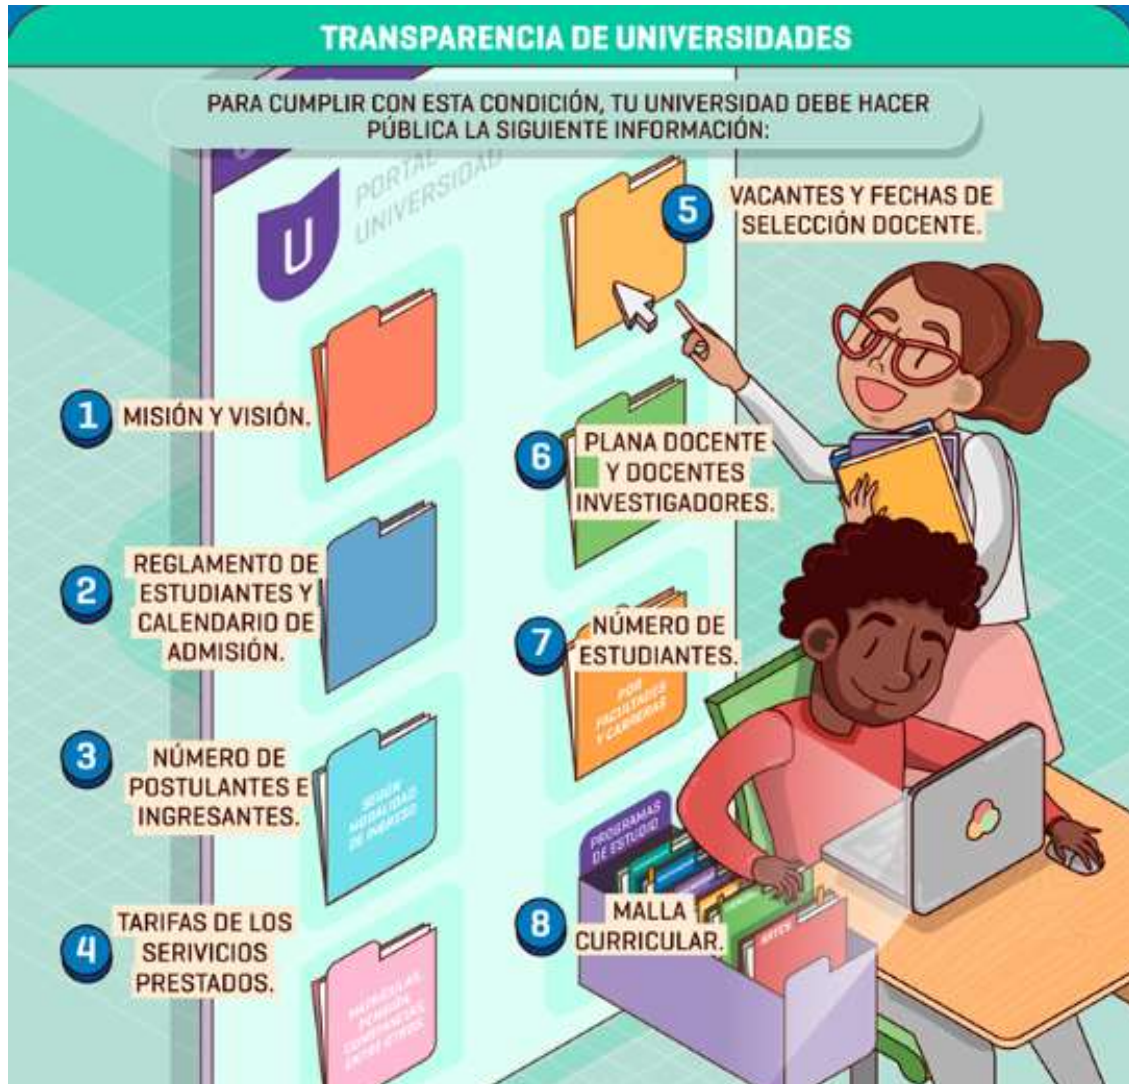 TRANSPARENCIA DE UNIVERSIDADES
PARA CUMPLIR CON ESTA CONDICIÓN, TU UNIVERSIDAD DEBE HACER
PÚBLICA LA SIGUIENTE INFORMACIÓN:
U
PORTAL
UNIVERSIDAD
1
MISIÓN Y VISIÓN.
2
REGLAMENTO DE
ESTUDIANTES Y
CALENDARIO DE
ADMISIÓN.
3
NÚMERO DE
POSTULANTES E
INGRESANTES.
SEGÚN
MODALIDAD
DE INGRESO
4
TARIFAS DE LOS
SERIVICIOS
PRESTADOS.
MATRÍCULAS,
PENSIÓN,
CONSTANCIAS,
ENTRE OTROS.
5
VACANTES Y FECHAS DE
SELECCIÓN DOCENTE.
6
PLANA DOCENTE
Y DOCENTES
INVESTIGADORES.
7
NÚMERO DE
ESTUDIANTES.
POR
FACULTADES
Y CARRERAS
PROGRAMAS
DE ESTUDIO
8
MALLA
CURRICULAR.
ARTES